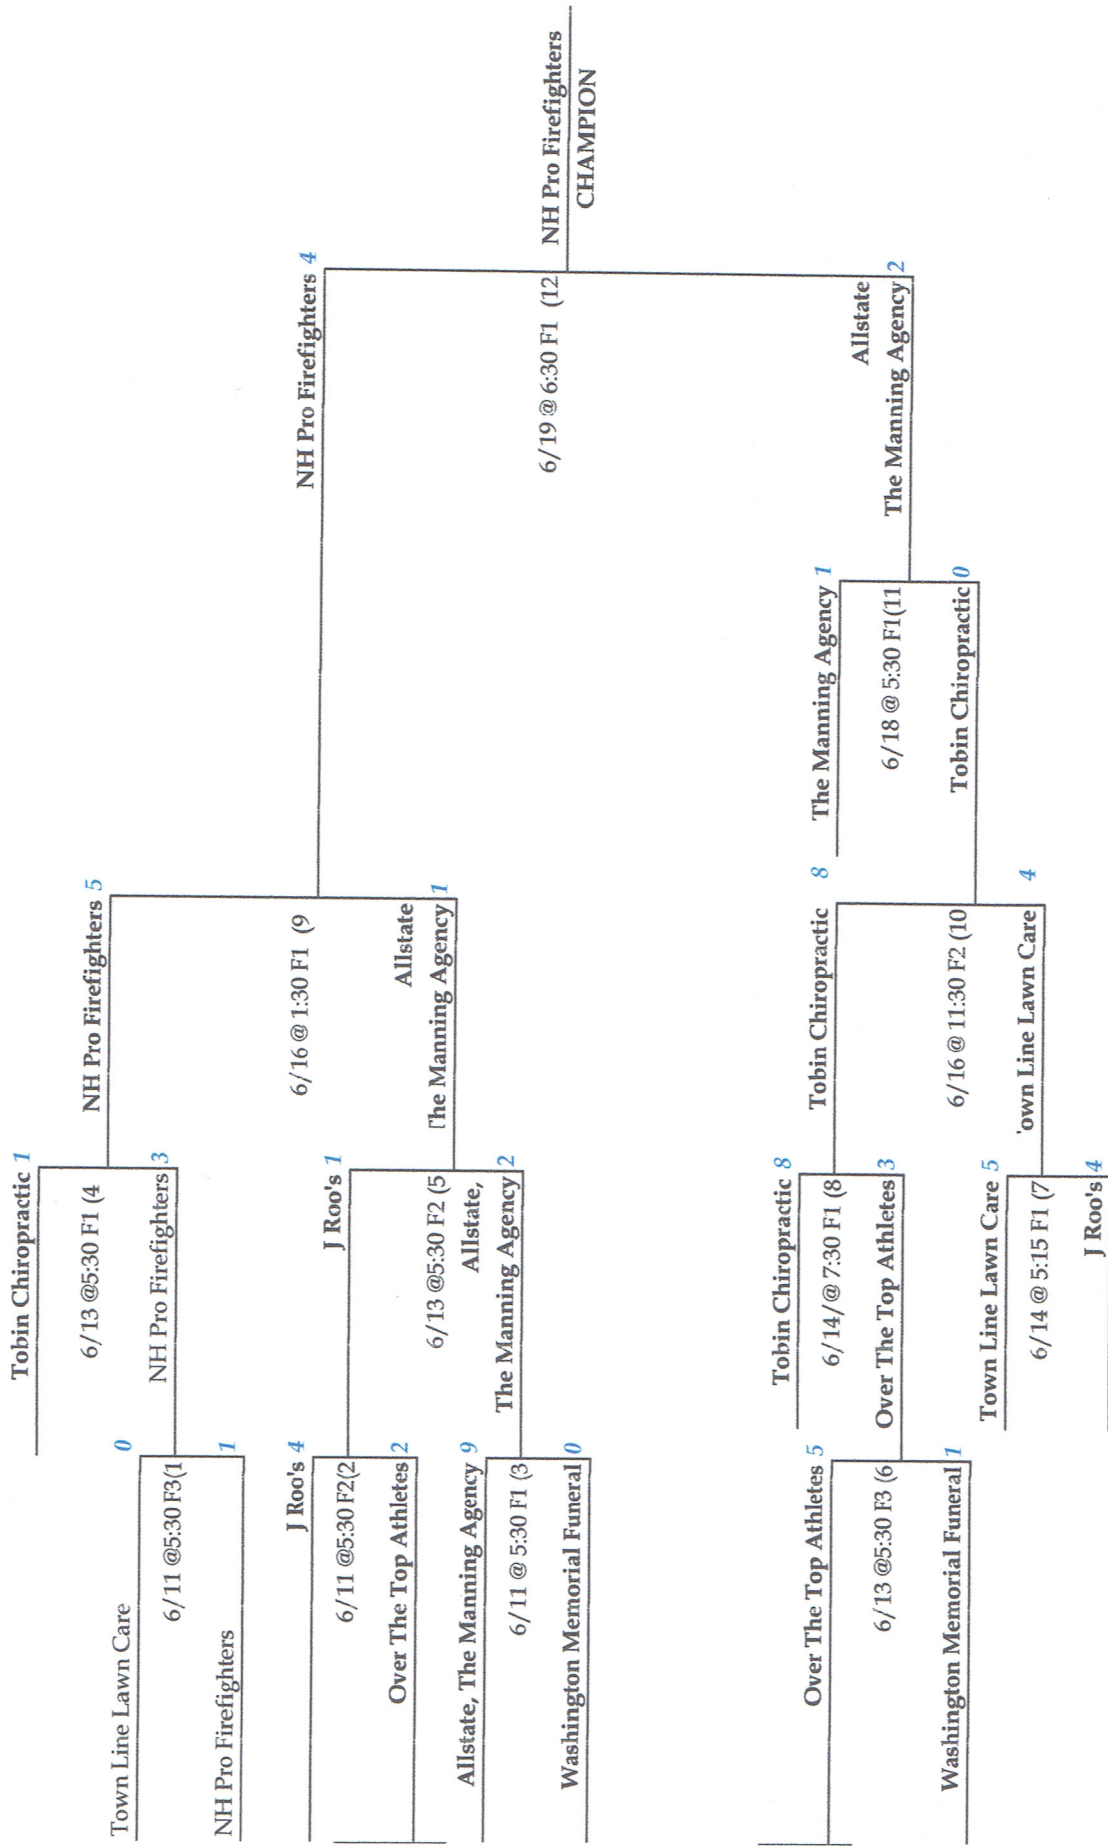 Town Line Lawn Care 0
6/11 @5:30 F3(1
NH Pro Firefighters 1
J Roo's 4
6/11 @5:30 F2(2
Over The Top Athletes 2
Allstate, The Manning Agency 9
6/11 @ 5:30 F1 (3
Washington Memorial Funeral 0
Over The Top Athletes 5
6/13 @5:30 F3 (6
Washington Memorial Funeral 1
Tobin Chiropractic 1
6/13 @5:30 F1 (4
NH Pro Firefighters 3
J Roo's 1
6/13 @5:30 F2 (5
Allstate,
The Manning Agency 2
Tobin Chiropractic 8
6/14/@ 7:30 F1 (8
Over The Top Athletes 3
Town Line Lawn Care 5
6/14 @ 5:15 F1 (7
J Roo's 4
NH Pro Firefighters 5
6/16 @ 1:30 F1 (9
Allstate
The Manning Agency 1
Tobin Chiropractic 8
6/16 @ 11:30 F2 (10
own Line Lawn Care 4
The Manning Agency 1
6/18 @ 5:30 F1(11
Tobin Chiropractic 0
NH Pro Firefighters 4
6/19 @ 6:30 F1 (12
Allstate
The Manning Agency 2
NH Pro Firefighters
CHAMPION